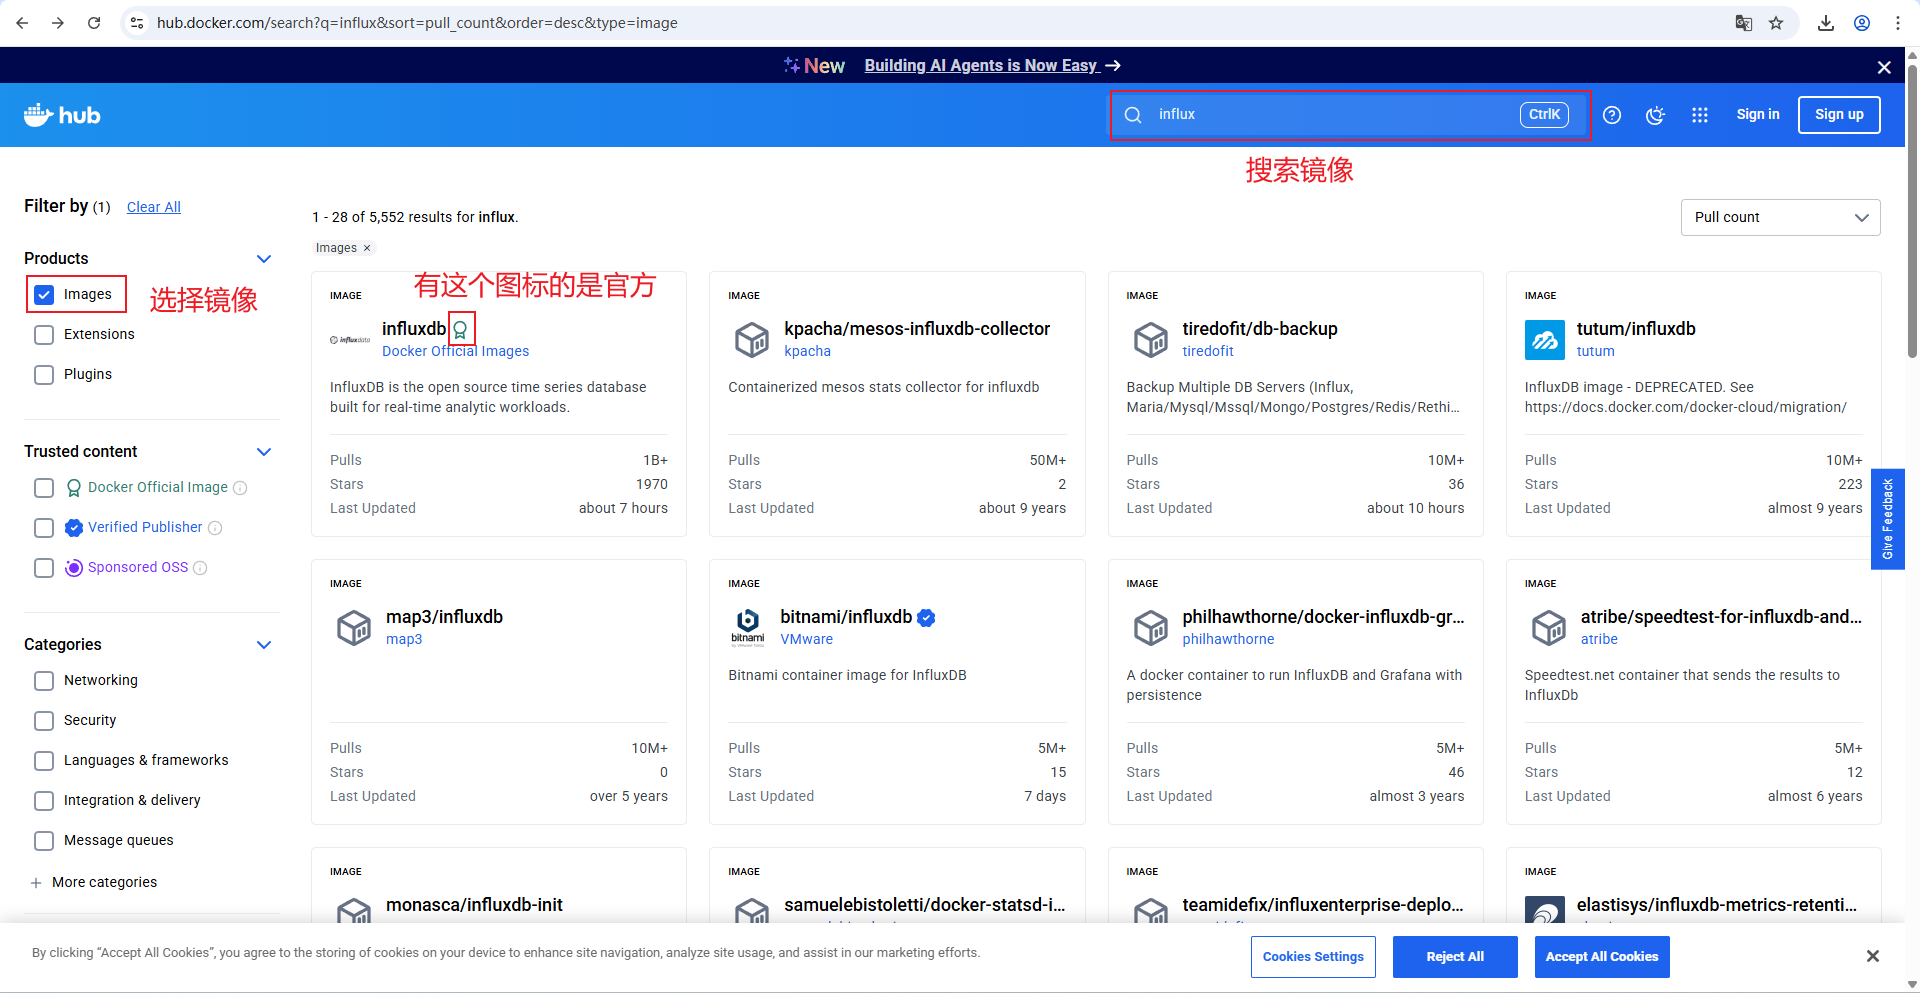 hub.docker.com/search?q=influx&sort=pull_count&order=desc&type=image
New Building AI Agents is Now Easy →
hub
influx CtrlK
Sign in
Sign up
搜索镜像
Filter by (1) Clear All
1 - 28 of 5,552 results for influx.
Pull count
Images ×
Products
Images
选择镜像
Extensions
Plugins
Trusted content
Docker Official Image
Verified Publisher
Sponsored OSS
Categories
Networking
Security
Languages & frameworks
Integration & delivery
Message queues
+ More categories
有这个图标的是官方
IMAGE
influxdata
influxdb
Docker Official Images
InfluxDB is the open source time series database
built for real-time analytic workloads.
Pulls 1B+
Stars 1970
Last Updated about 7 hours
IMAGE
kpacha/mesos-influxdb-collector
kpacha
Containerized mesos stats collector for influxdb
Pulls 50M+
Stars 2
Last Updated about 9 years
IMAGE
tiredofit/db-backup
tiredofit
Backup Multiple DB Servers (Influx,
Maria/Mysql/Mssql/Mongo/Postgres/Redis/Rethi...
Pulls 10M+
Stars 36
Last Updated about 10 hours
IMAGE
tutum/influxdb
tutum
InfluxDB image - DEPRECATED. See
https://docs.docker.com/docker-cloud/migration/
Pulls 10M+
Stars 223
Last Updated almost 9 years
Give Feedback
IMAGE
map3/influxdb
map3
Pulls 10M+
Stars 0
Last Updated over 5 years
IMAGE
bitnami
bitnami/influxdb
VMware
Bitnami container image for InfluxDB
Pulls 5M+
Stars 15
Last Updated 7 days
IMAGE
philhawthorne/docker-influxdb-gr...
philhawthorne
A docker container to run InfluxDB and Grafana with
persistence
Pulls 5M+
Stars 46
Last Updated almost 3 years
IMAGE
atribe/speedtest-for-influxdb-and...
atribe
Speedtest.net container that sends the results to
InfluxDb
Pulls 5M+
Stars 12
Last Updated almost 6 years
IMAGE
monasca/influxdb-init
IMAGE
samuelebistoletti/docker-statsd-i...
IMAGE
teamidefix/influxenterprise-deplo...
IMAGE
elastisys/influxdb-metrics-retenti...
By clicking “Accept All Cookies”, you agree to the storing of cookies on your device to enhance site navigation, analyze site usage, and assist in our marketing efforts.
Cookies Settings
Reject All
Accept All Cookies